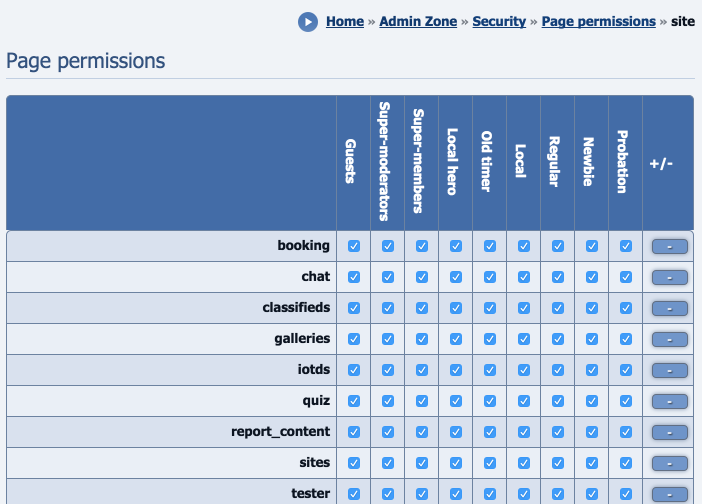 Home » Admin Zone » Security » Page permissions » site
Page permissions
Guests
Super-moderators
Super-members
Local hero
Old timer
Local
Regular
Newbie
Probation
+/-
booking -
chat -
classifieds -
galleries -
iotds -
quiz -
report_content -
sites -
tester -